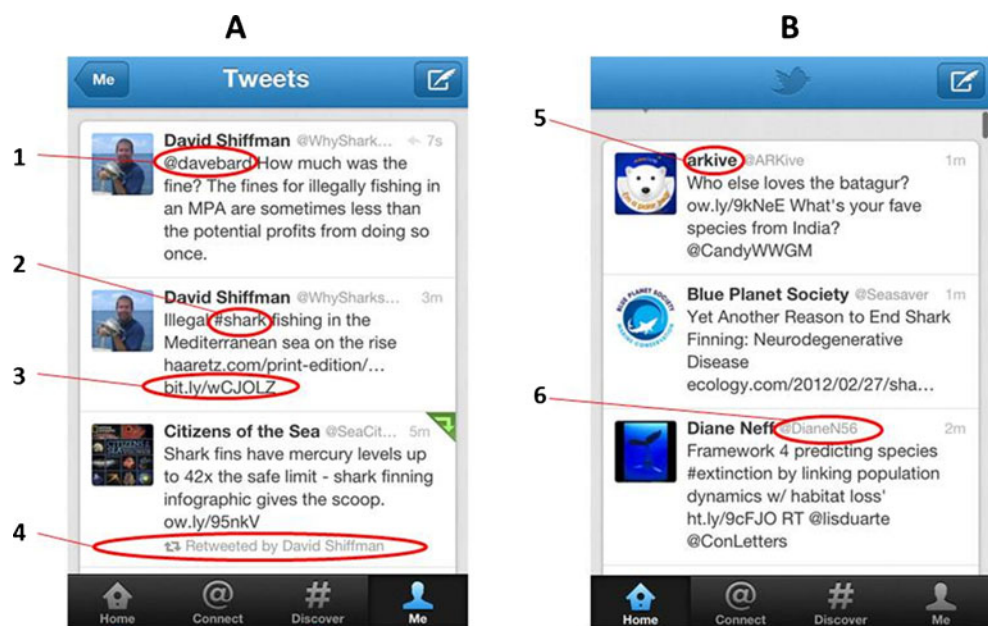 A
Me
Tweets
David Shiffman @WhyShark... 7s
1
@davebard How much was the
fine? The fines for illegally fishing in
an MPA are sometimes less than
the potential profits from doing so
once.
2
David Shiffman @WhySharks... 3m
Illegal #shark fishing in the
Mediterranean sea on the rise
haaretz.com/print-edition/...
3
bit.ly/wCJOLZ
Citizens of the Sea @SeaCit... 5m
Shark fins have mercury levels up
to 42x the safe limit - shark finning
infographic gives the scoop.
ow.ly/95nkV
4
Retweeted by David Shiffman
Home
@
Connect
#
Discover
Me
B
5
arkive @ARKive 1m
Who else loves the batagur?
ow.ly/9kNeE What's your fave
species from India?
@CandyWWGM
Blue Planet Society @Seasaver 1m
Yet Another Reason to End Shark
Finning: Neurodegenerative
Disease
ecology.com/2012/02/27/sha...
6
Diane Neff @DianeN56 2m
Framework 4 predicting species
#extinction by linking population
dynamics w/ habitat loss'
ht.ly/9cFJO RT @lisduarte
@ConLetters
Home
@
Connect
#
Discover
Me